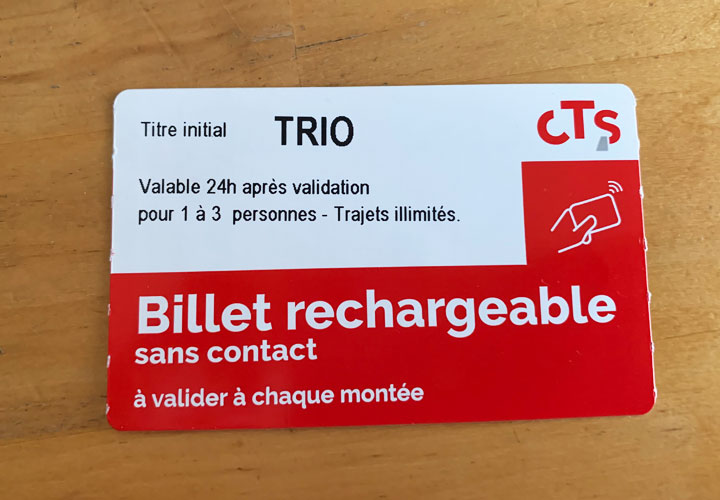 Titre initial TRIO
CTS
Valable 24h après validation
pour 1 à 3 personnes - Trajets illimités.
Billet rechargeable
sans contact
à valider à chaque montée